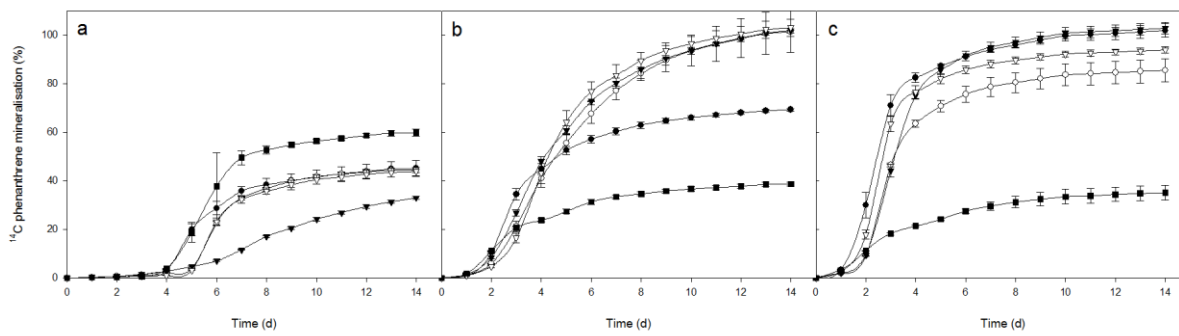 a
b
c
100
80
60
40
20
0
¹⁴C phenanthrene mineralisation (%)
0 2 4 6 8 10 12 14
0 2 4 6 8 10 12 14
0 2 4 6 8 10 12 14
Time (d)
Time (d)
Time (d)